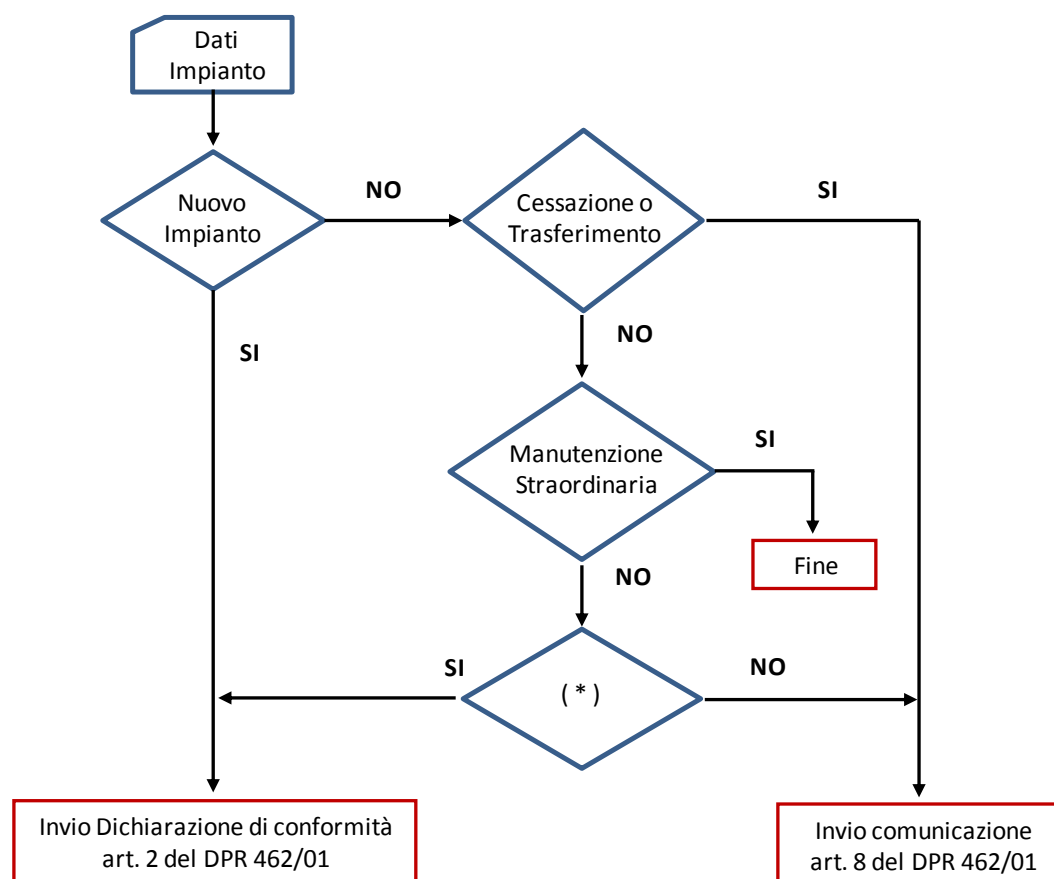 Dati
Impianto
Nuovo
Impianto
NO
Cessazione o
Trasferimento
SI
SI
NO
Manutenzione
Straordinaria
SI
Fine
NO
SI
( * )
NO
Invio Dichiarazione di conformità
art. 2 del DPR 462/01
Invio comunicazione
art. 8 del DPR 462/01